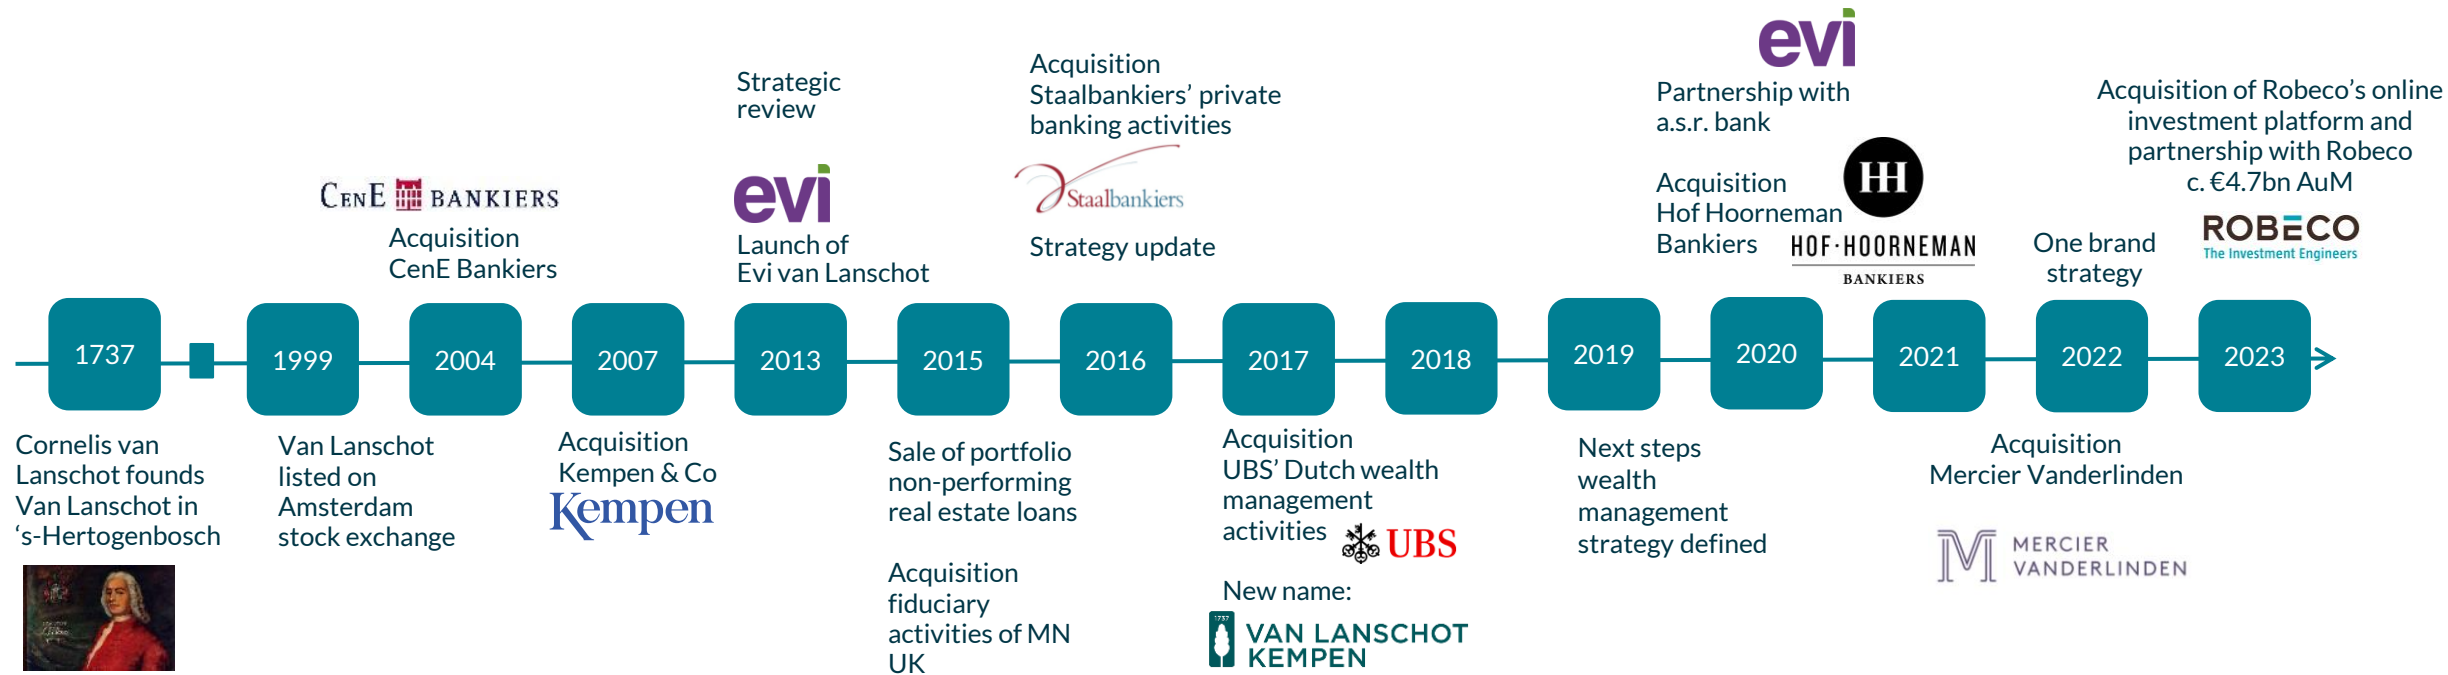 evi
Partnership with
a.s.r. bank
Acquisition
Hof Hoorneman
Bankiers
HH
HOF·HOORNEMAN
BANKIERS
Strategic
review
evi
Launch of
Evi van Lanschot
Acquisition
Staalbankiers’ private
banking activities
Staalbankiers
Strategy update
CENE BANKIERS
Acquisition
CenE Bankiers
One brand
strategy
Acquisition of Robeco’s online
investment platform and
partnership with Robeco
c. €4.7bn AuM
ROBECO
The Investment Engineers
1737
1999
2004
2007
2013
2015
2016
2017
2018
2019
2020
2021
2022
2023
Cornelis van
Lanschot founds
Van Lanschot in
‘s-Hertogenbosch
Van Lanschot
listed on
Amsterdam
stock exchange
Acquisition
Kempen & Co
Kempen
Sale of portfolio
non-performing
real estate loans
Acquisition
fiduciary
activities of MN
UK
Acquisition
UBS’ Dutch wealth
management
activities
UBS
New name:
1737
VAN LANSCHOT
KEMPEN
Next steps
wealth
management
strategy defined
Acquisition
Mercier Vanderlinden
MERCIER
VANDERLINDEN